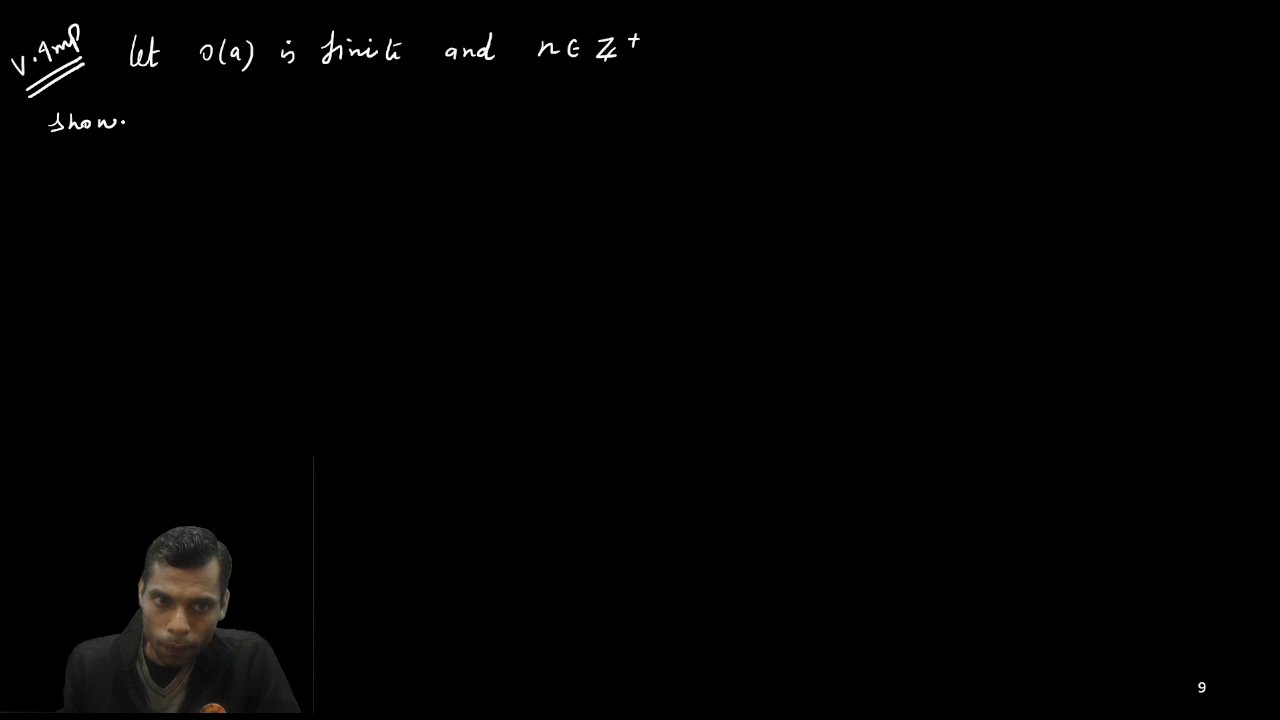 V. Imp let o(a) is finite and n ∈ ℤ⁺
show.
9